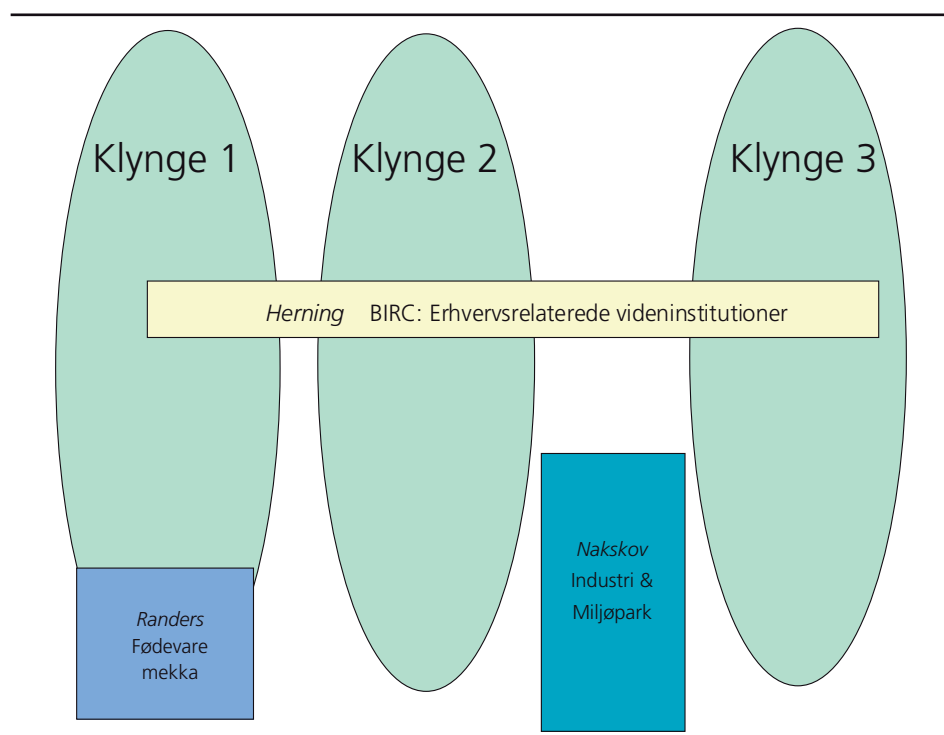 Klynge 1
Klynge 2
Klynge 3
Herning BIRC: Erhvervsrelaterede videninstitutioner
Nakskov
Industri &
Miljøpark
Randers
Fødevare
mekka